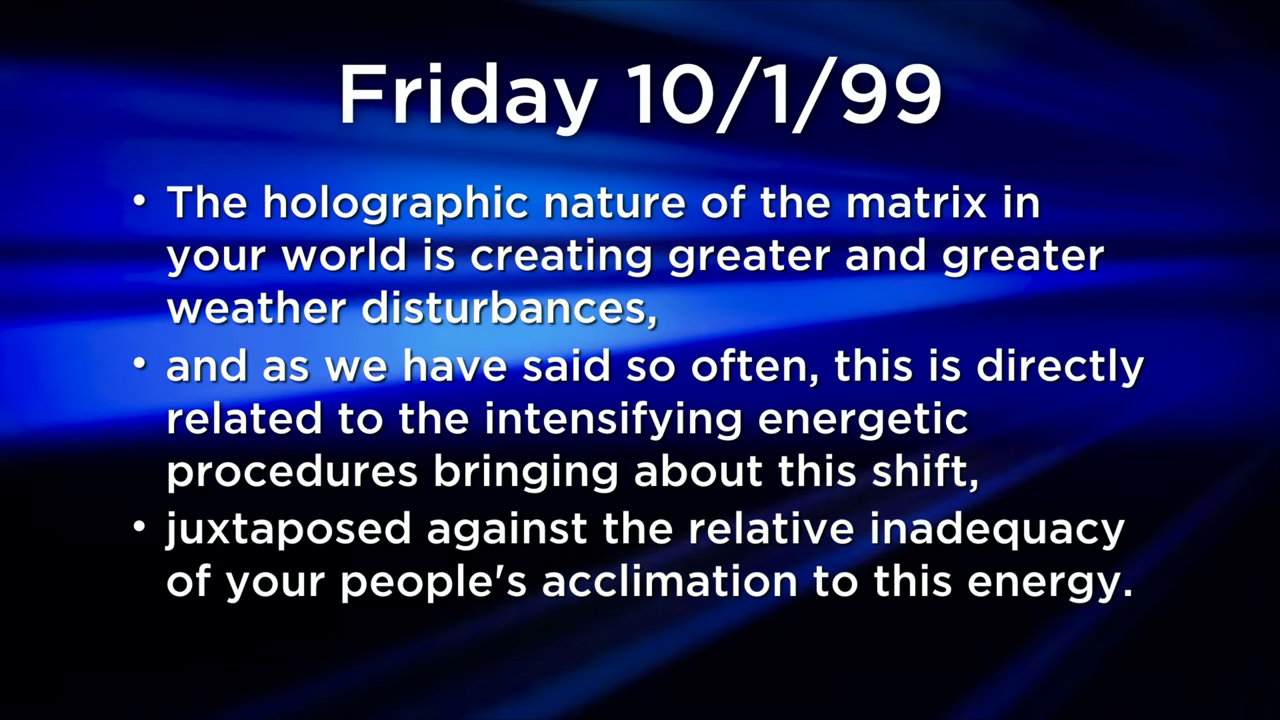 Friday 10/1/99
• The holographic nature of the matrix in
your world is creating greater and greater
weather disturbances,
• and as we have said so often, this is directly
related to the intensifying energetic
procedures bringing about this shift,
• juxtaposed against the relative inadequacy
of your people's acclimation to this energy.